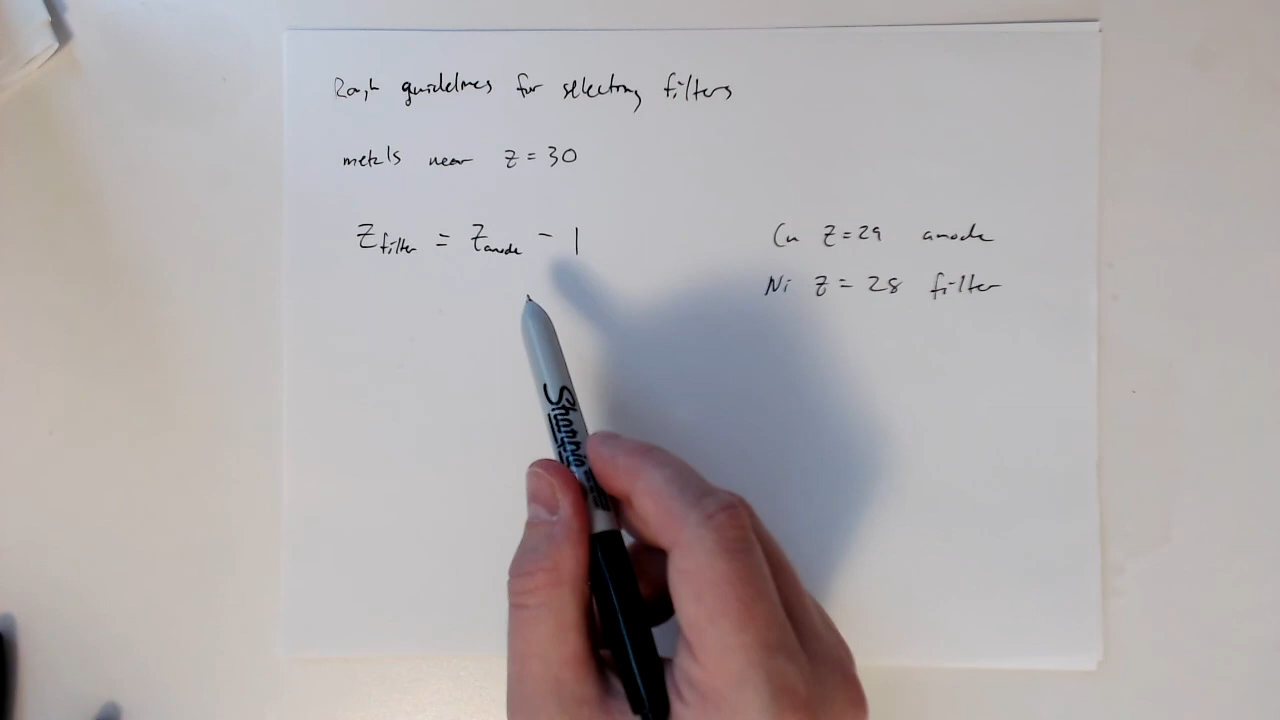 Rough guidelines for selecting filters
metals near Z = 30
Z filter = Z anode - 1
Cu Z=29 anode
Ni Z = 28 filter
Sharpie